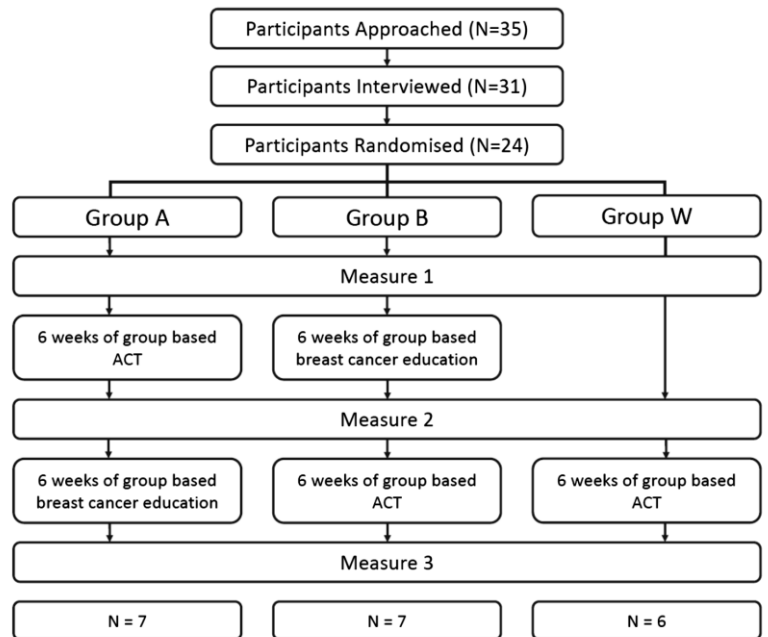 Participants Approached (N=35)
Participants Interviewed (N=31)
Participants Randomised (N=24)
Group A
Group B
Group W
Measure 1
6 weeks of group based
ACT
6 weeks of group based
breast cancer education
Measure 2
6 weeks of group based
breast cancer education
6 weeks of group based
ACT
6 weeks of group based
ACT
Measure 3
N = 7
N = 7
N = 6